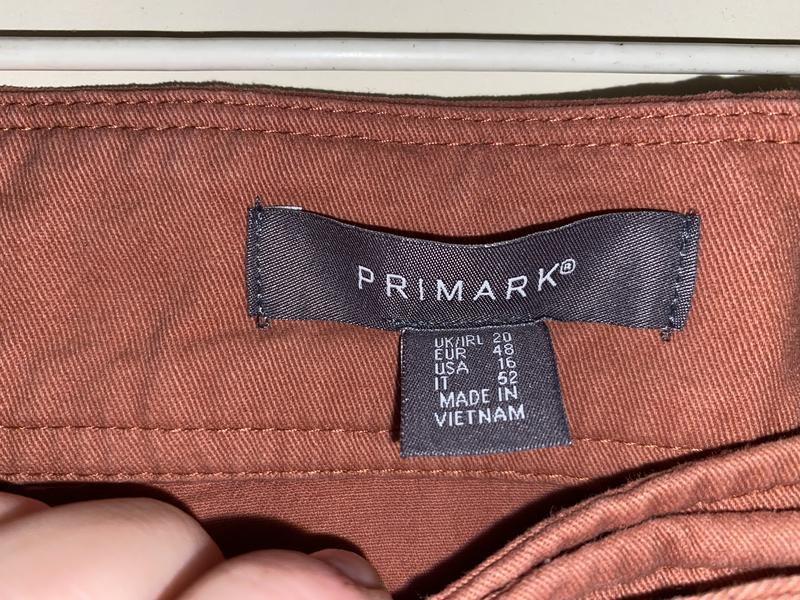 PRIMARK®
UK/IRL 20
EUR 48
USA 16
IT 52
MADE IN
VIETNAM